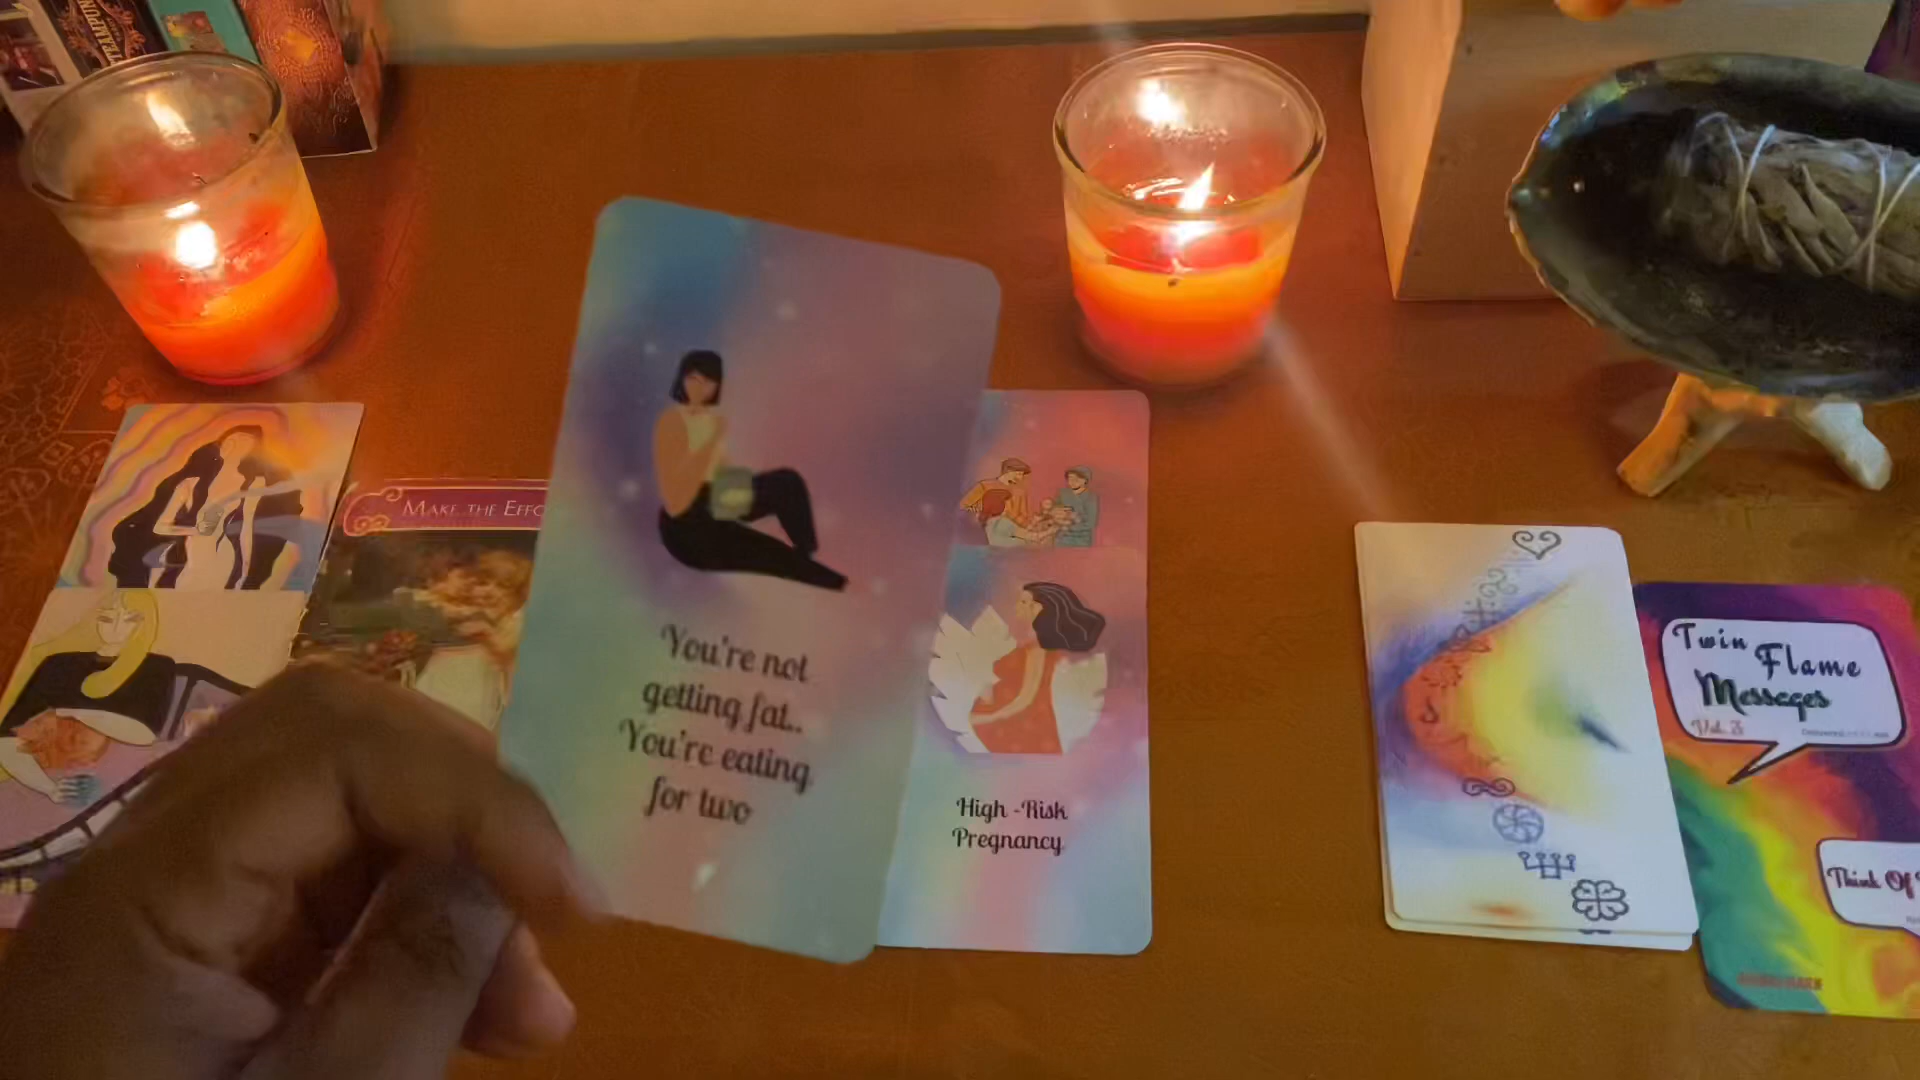 MAKE THE EFFO
You're not
getting fat..
You're eating
for two
High -Risk
Pregnancy
Twin
Flame
Messages
Vol. 3
Think Of